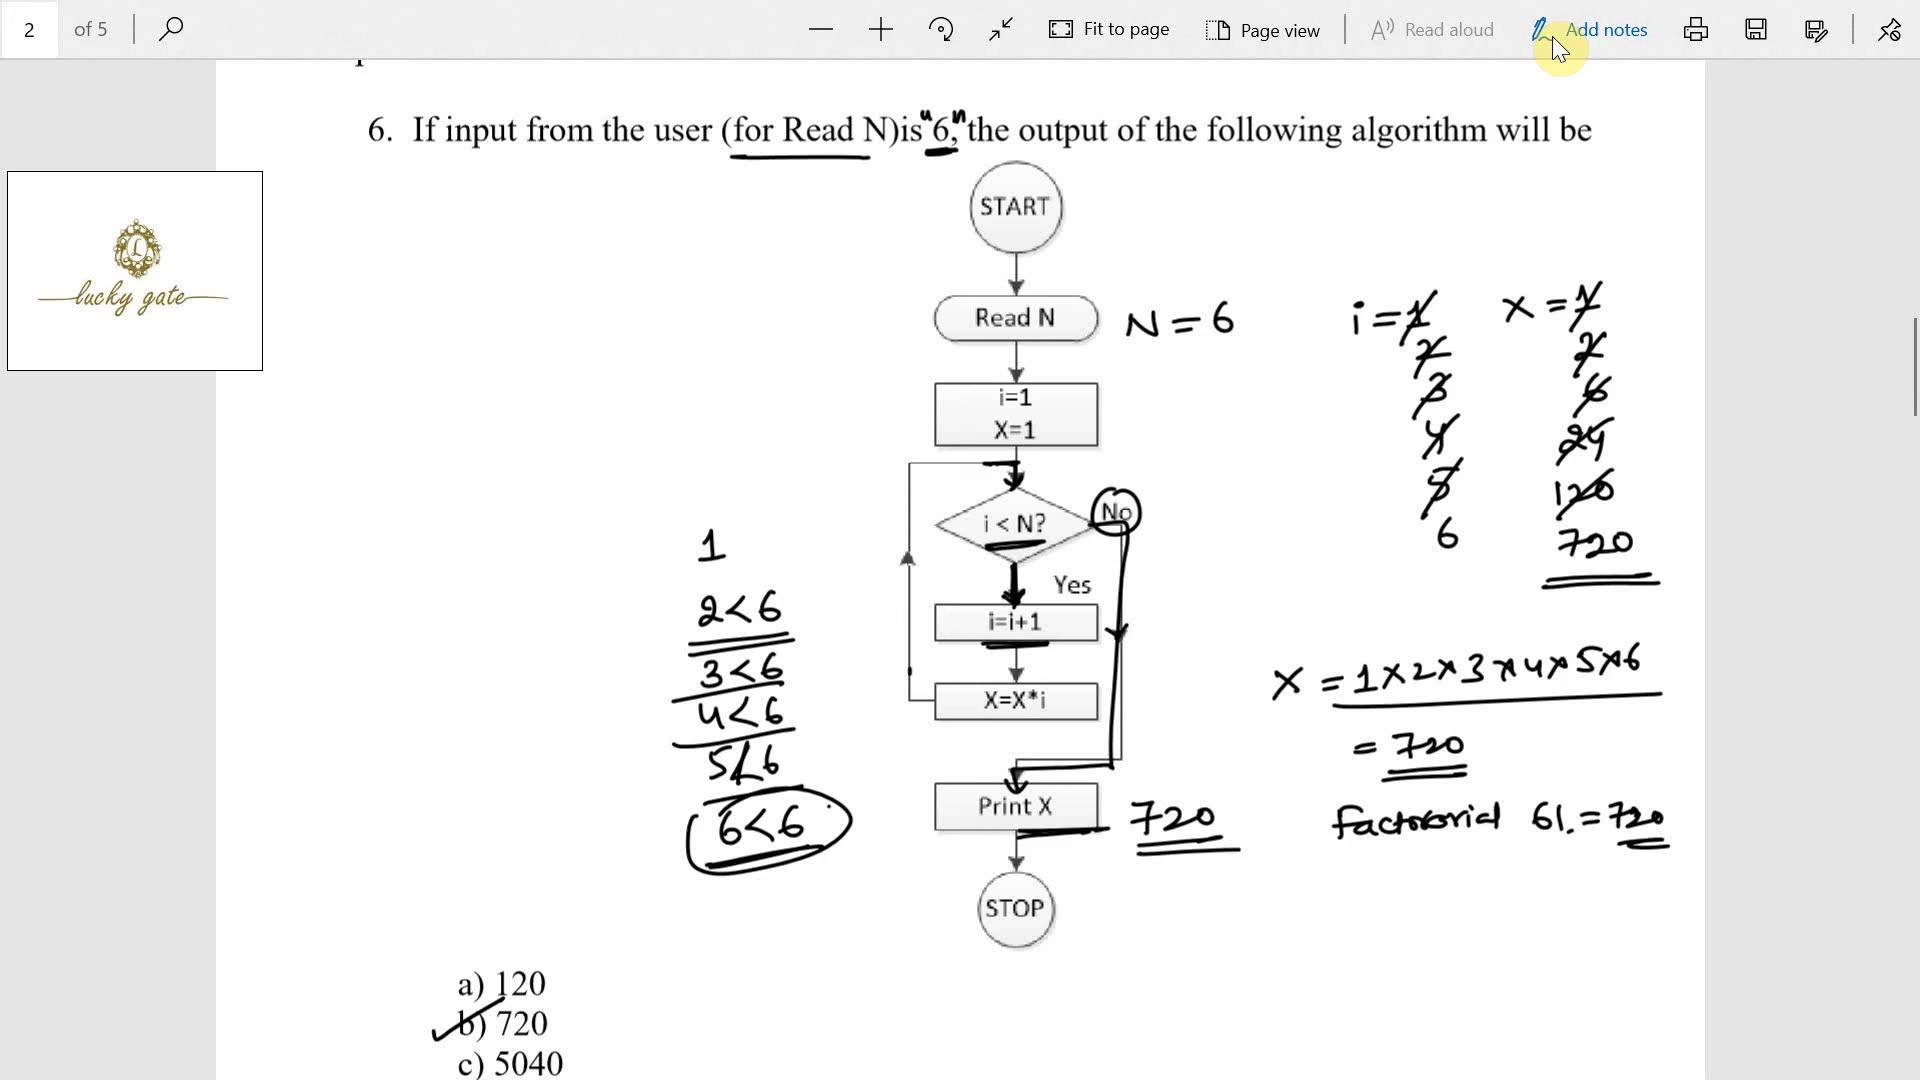 2 of 5 Fit to page Page view Read aloud Add notes
6. If input from the user (for Read N)is "6," the output of the following algorithm will be
START
lucky gate
Read N
N = 6
i = 1
2
3
4
5
6
x = 1
2
6
24
120
720
i=1
X=1
i < N?
No
Yes
i=i+1
X=X*i
Print X
720
STOP
1
2<6
3<6
4<6
5<6
6<6
X = 1×2×3×4×5×6
= 720
factororial 6!. = 720
a) 120
b) 720
c) 5040